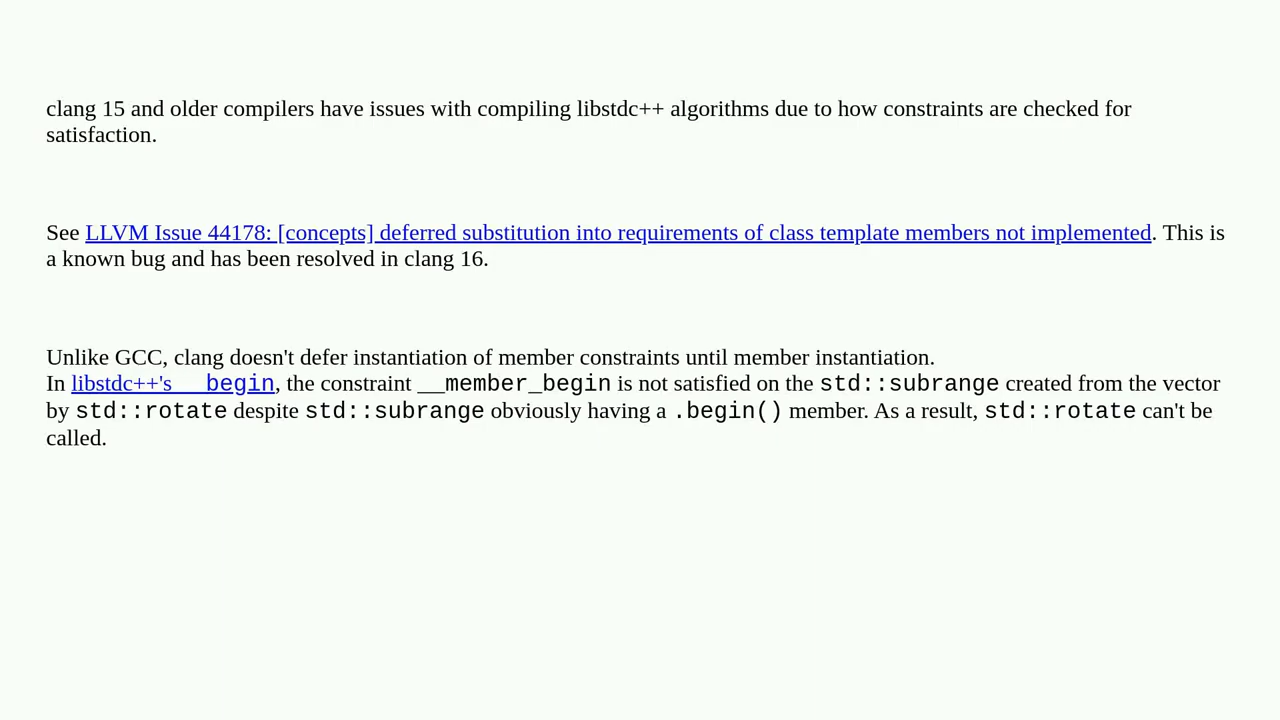 clang 15 and older compilers have issues with compiling libstdc++ algorithms due to how constraints are checked for
satisfaction.
See LLVM Issue 44178: [concepts] deferred substitution into requirements of class template members not implemented. This is
a known bug and has been resolved in clang 16.
Unlike GCC, clang doesn't defer instantiation of member constraints until member instantiation.
In libstdc++'s __begin, the constraint __member_begin is not satisfied on the std::subrange created from the vector
by std::rotate despite std::subrange obviously having a .begin() member. As a result, std::rotate can't be
called.